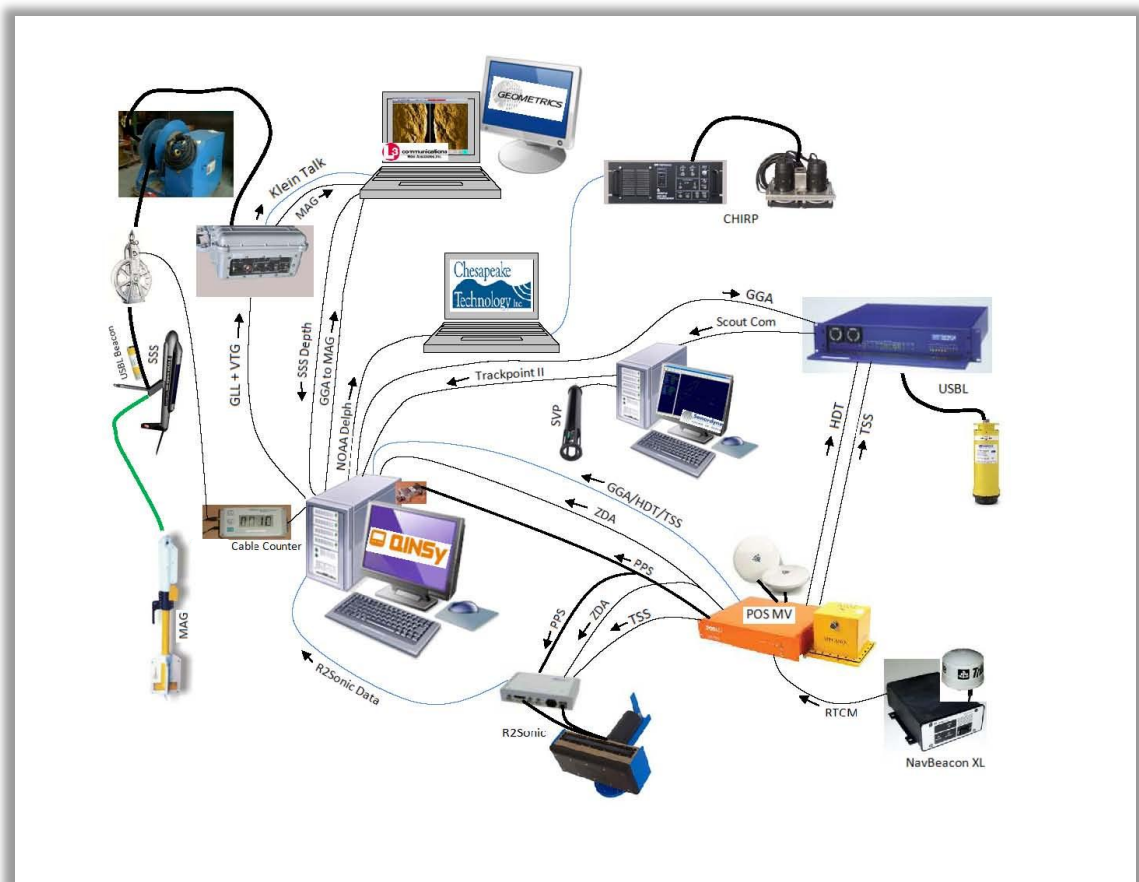 GEOMETRICS
L3
communications
Klein Talk
MAG
CHIRP
Chesapeake
Technology Inc.
GGA
Scout Com
USBL Beacon
SSS
GLL + VTG
SSS Depth
GGA to MAG
NOAA Delph
Trackpoint II
SVP
HDT
TSS
USBL
GGA/HDT/TSS
ZDA
QINSy
Cable Counter
PPS
POS MV
MAG
PPS
ZDA
TSS
R2Sonic Data
RTCM
R2Sonic
NavBeacon XL